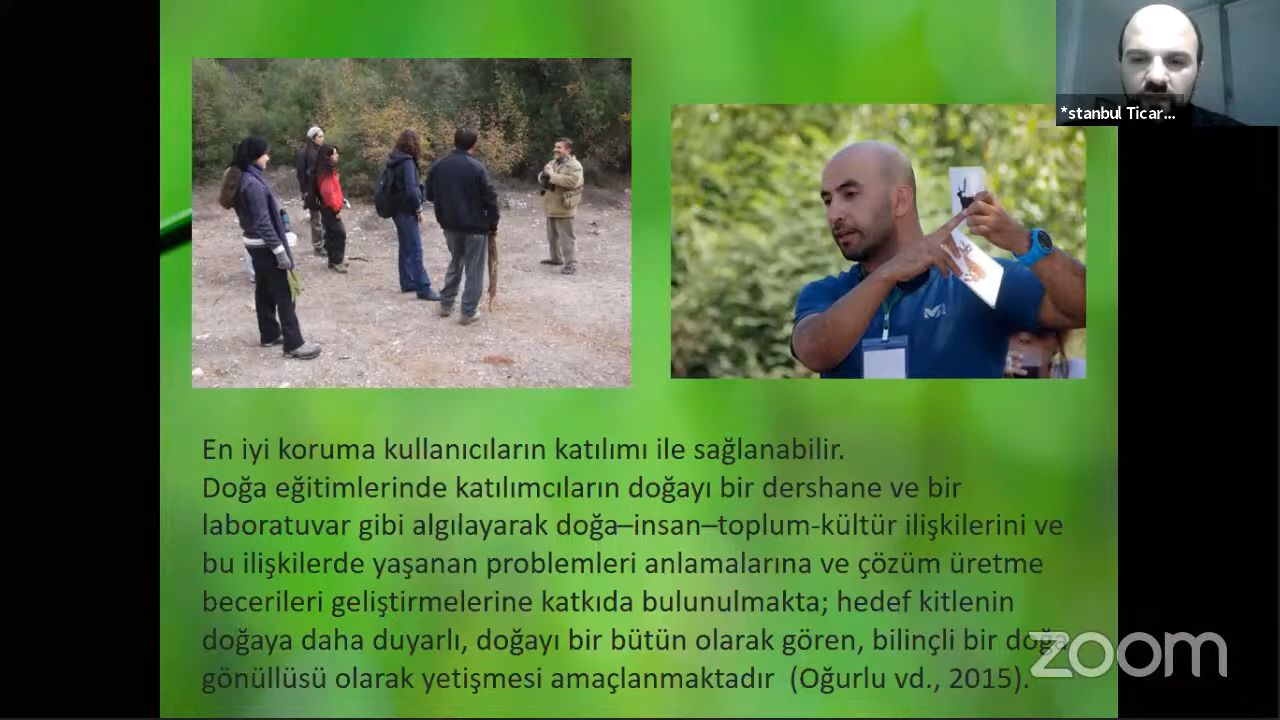 *stanbul Ticar...
En iyi koruma kullanıcıların katılımı ile sağlanabilir.
Doğa eğitimlerinde katılımcıların doğayı bir dershane ve bir
laboratuvar gibi algılayarak doğa–insan–toplum-kültür ilişkilerini ve
bu ilişkilerde yaşanan problemleri anlamalarına ve çözüm üretme
becerileri geliştirmelerine katkıda bulunulmakta; hedef kitlenin
doğaya daha duyarlı, doğayı bir bütün olarak gören, bilinçli bir doğa
gönüllüsü olarak yetişmesi amaçlanmaktadır (Oğurlu vd., 2015).
zoom